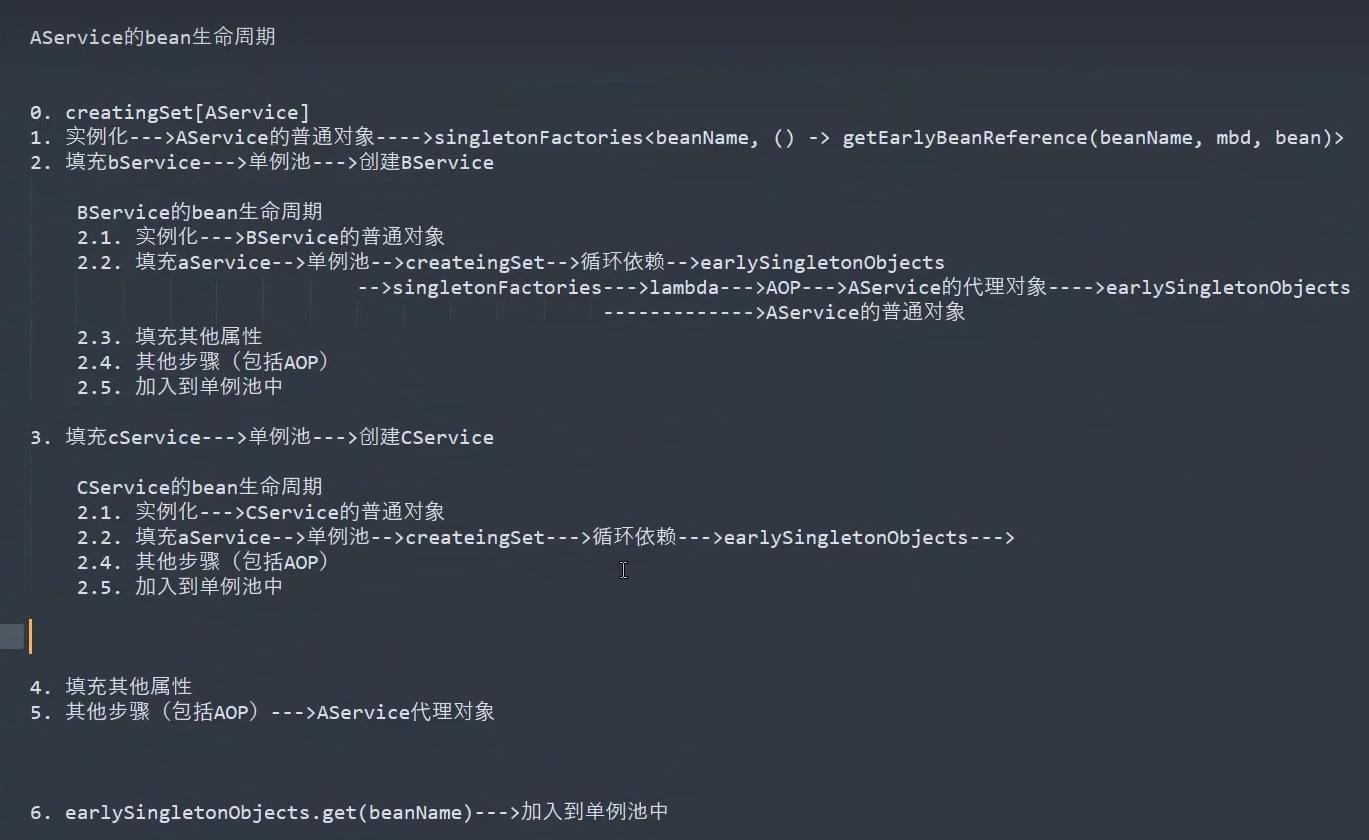 AService的bean生命周期
0. creatingSet[AService]
1. 实例化--->AService的普通对象---->singletonFactories<beanName, () -> getEarlyBeanReference(beanName, mbd, bean)>
2. 填充bService--->单例池--->创建BService
BService的bean生命周期
2.1. 实例化--->BService的普通对象
2.2. 填充aService-->单例池-->createingSet-->循环依赖-->earlySingletonObjects
-->singletonFactories--->lambda--->AOP--->AService的代理对象---->earlySingletonObjects
------------->AService的普通对象
2.3. 填充其他属性
2.4. 其他步骤（包括AOP）
2.5. 加入到单例池中
3. 填充cService--->单例池--->创建CService
CService的bean生命周期
2.1. 实例化--->CService的普通对象
2.2. 填充aService-->单例池-->createingSet--->循环依赖--->earlySingletonObjects--->
2.4. 其他步骤（包括AOP）
2.5. 加入到单例池中
4. 填充其他属性
5. 其他步骤（包括AOP）--->AService代理对象
6. earlySingletonObjects.get(beanName)--->加入到单例池中